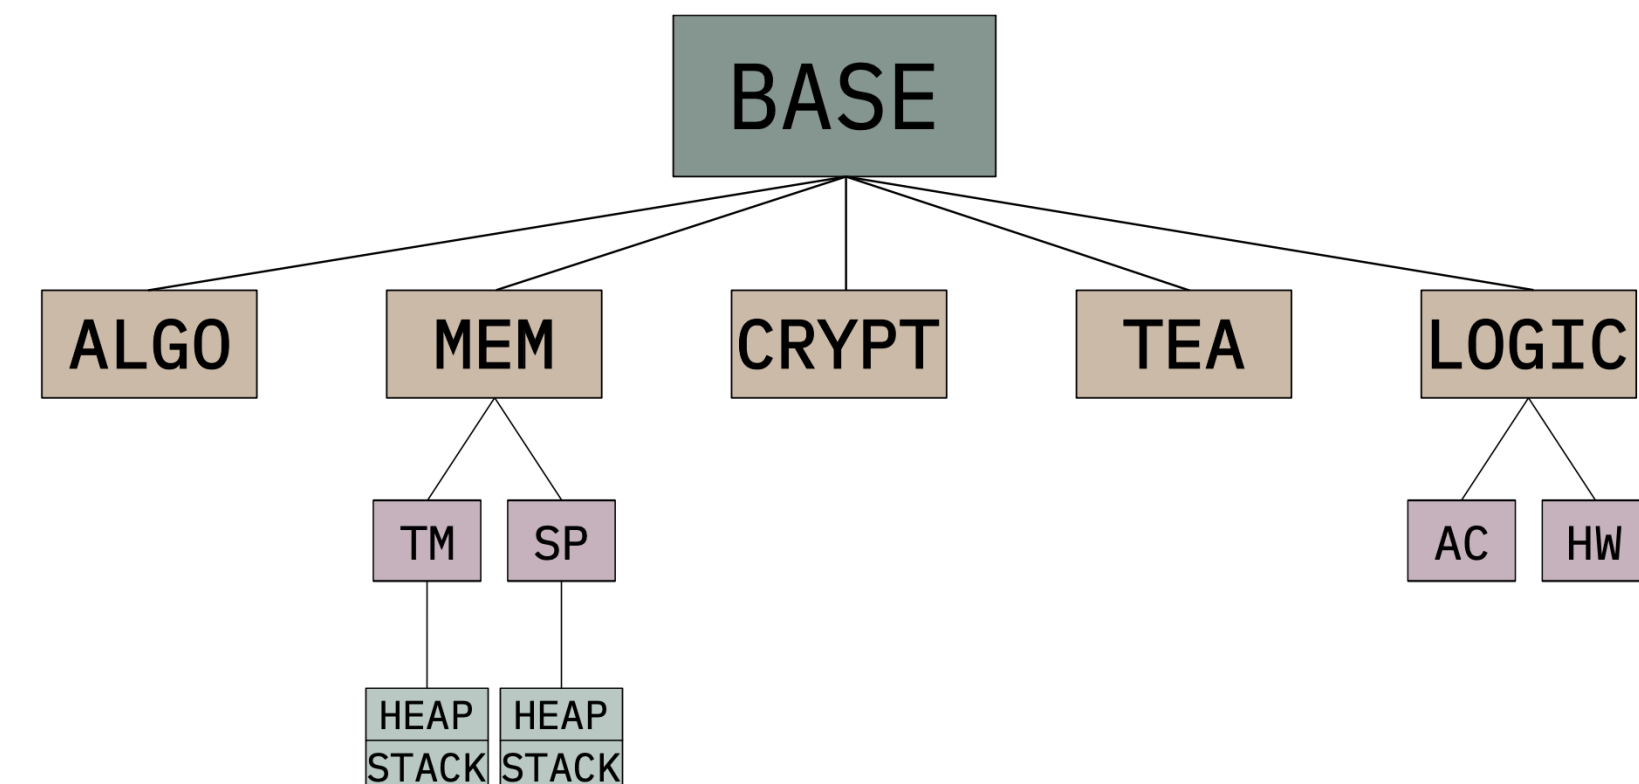 BASE
ALGO MEM CRYPT TEA LOGIC
TM SP AC HW
HEAP HEAP
STACK STACK